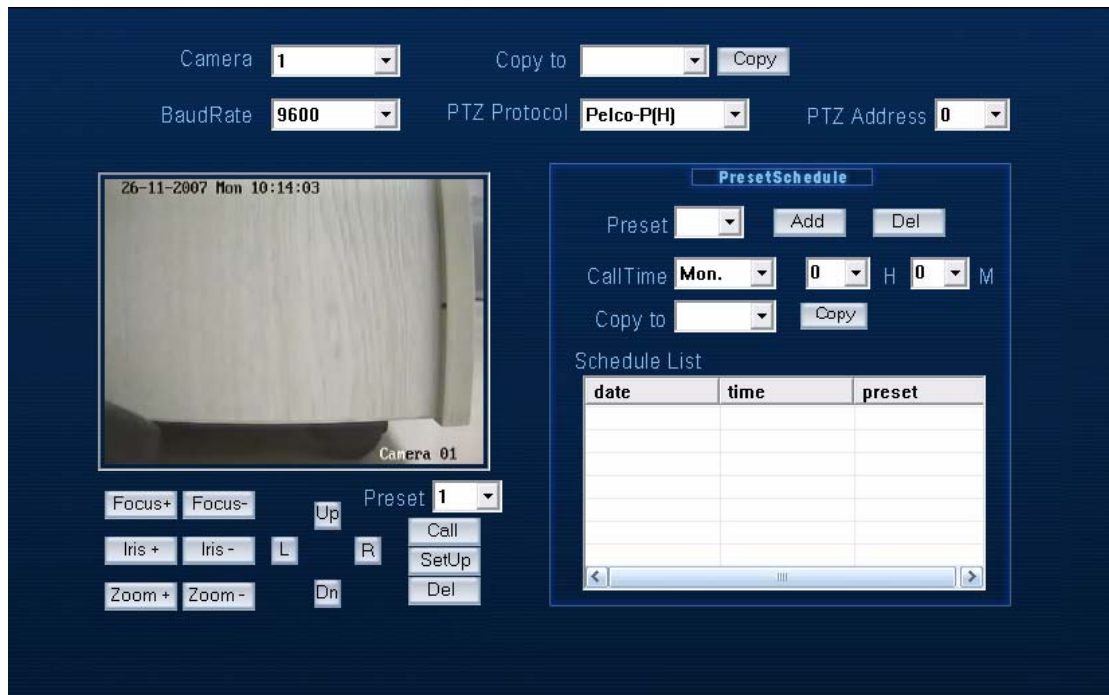 Camera 1 Copy to Copy
BaudRate 9600 PTZ Protocol Pelco-P(H) PTZ Address 0
26-11-2007 Mon 10:14:03
Camera 01
Focus+ Focus- Up Preset 1
Iris + Iris - L R Call
SetUp
Zoom + Zoom - Dn Del
PresetSchedule
Preset Add Del
CallTime Mon. 0 H 0 M
Copy to Copy
Schedule List
date time preset